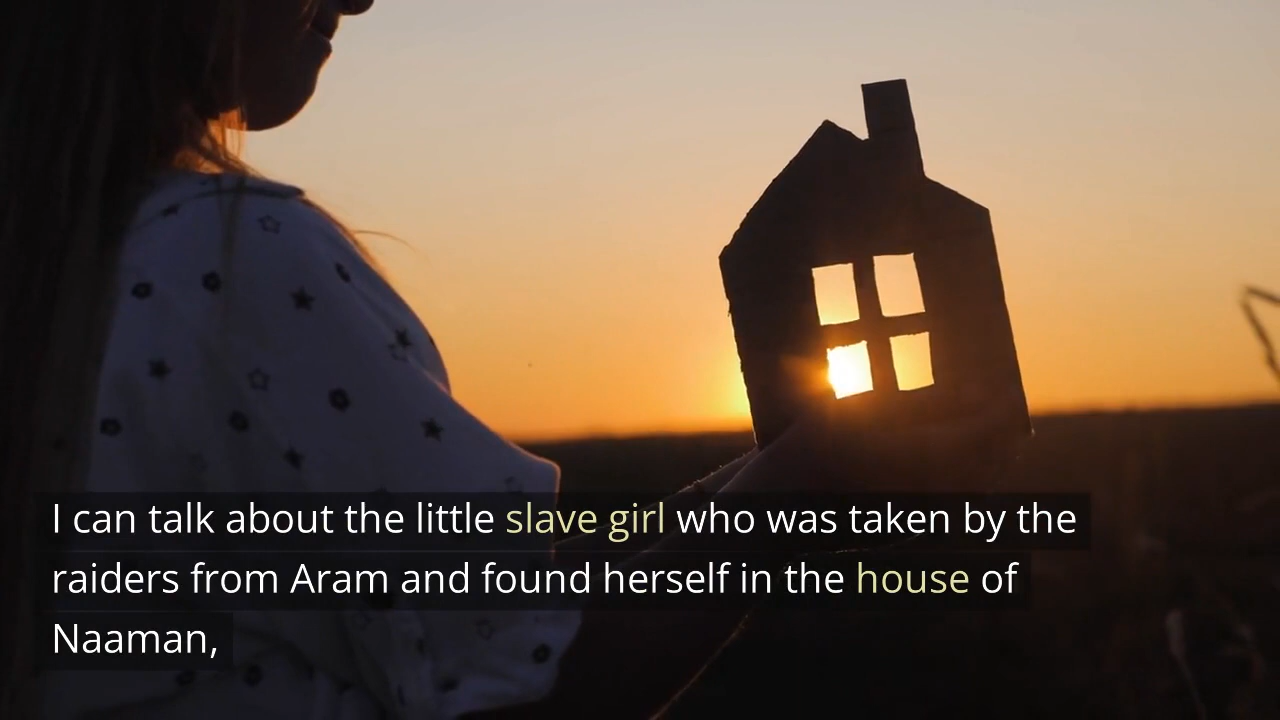 I can talk about the little slave girl who was taken by the
raiders from Aram and found herself in the house of
Naaman,